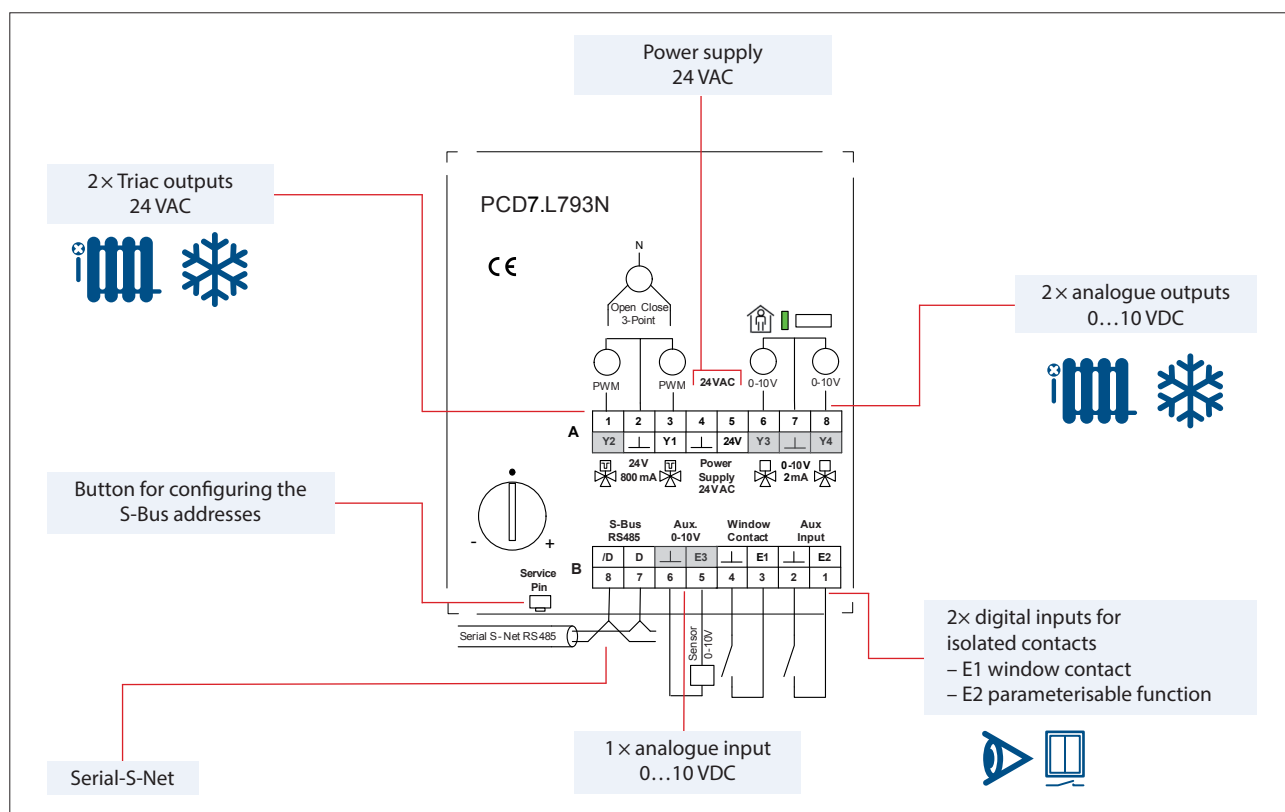 Power supply
24 VAC
2× Triac outputs
24 VAC
PCD7.L793N
CE
N
Open Close
3-Point
2× analogue outputs
0…10 VDC
PWM
PWM
24VAC
0-10V
0-10V
A
1 2 3 4 5 6 7 8
Y2 Y1 24V Y3 Y4
24V
800 mA
Power
Supply
24VAC
0-10V
2mA
Button for configuring the
S-Bus addresses
- +
S-Bus
RS485
Aux.
0-10V
Window
Contact
Aux
Input
B
/D D E3 E1 E2
8 7 6 5 4 3 2 1
Service
Pin
Serial S-Net RS485
Sensor
0-10V
2× digital inputs for
isolated contacts
– E1 window contact
– E2 parameterisable function
Serial-S-Net
1 × analogue input
0…10 VDC